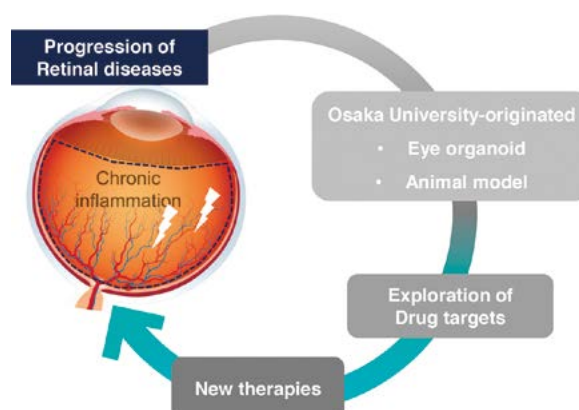 Progression of
Retinal diseases
Chronic
inflammation
Osaka University-originated
• Eye organoid
• Animal model
Exploration of
Drug targets
New therapies